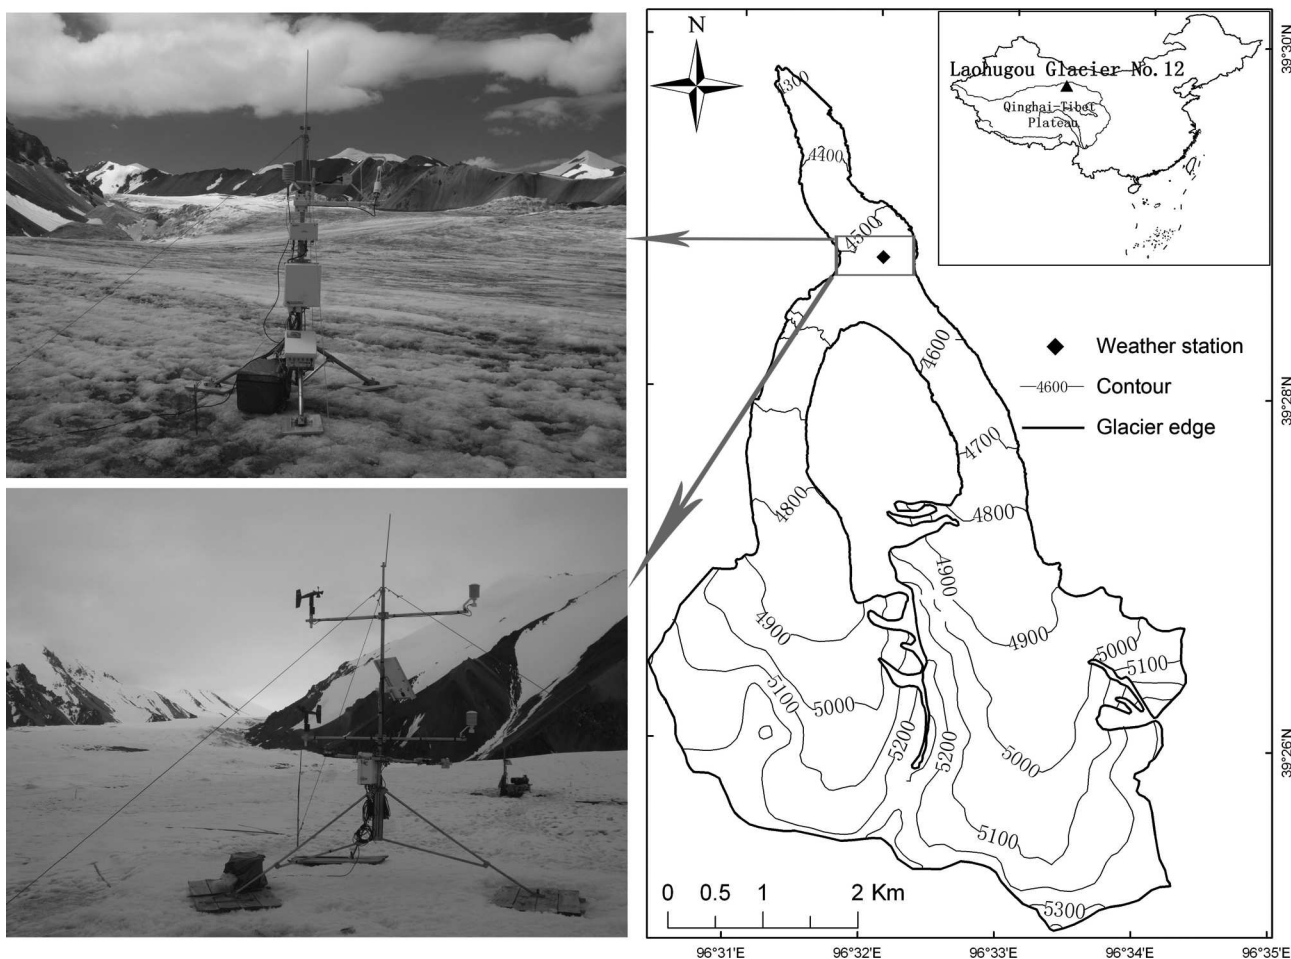 N
Laohugou Glacier No.12
Qinghai-Tibet
Plateau
39°30'N
4300
4400
4500
Weather station
4600
Contour
Glacier edge
4600
39°28'N
4700
4800
4800
4900
4900
4900
5000
5100
5100
5000
5200
5200
5000
39°26'N
5100
5300
0 0.5 1 2 Km
96°31'E 96°32'E 96°33'E 96°34'E 96°35'E